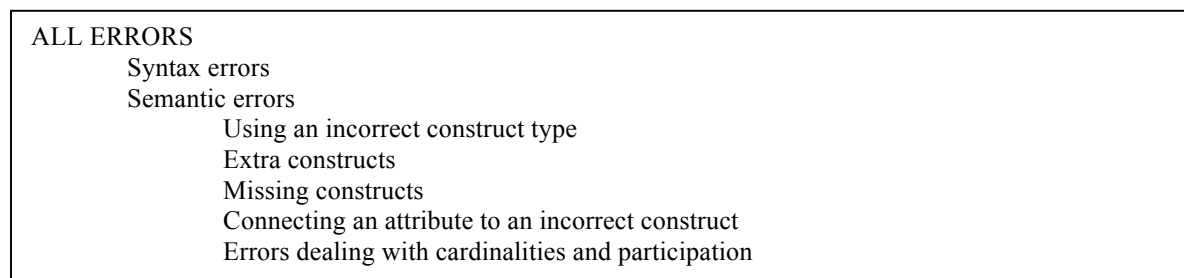 ALL ERRORS
Syntax errors
Semantic errors
Using an incorrect construct type
Extra constructs
Missing constructs
Connecting an attribute to an incorrect construct
Errors dealing with cardinalities and participation